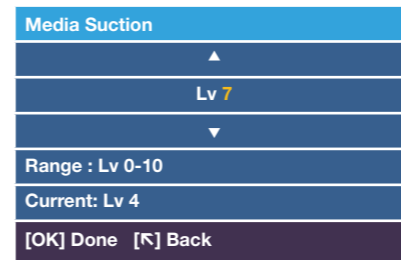 Media Suction
▲
Lv 7
▼
Range : Lv 0-10
Current: Lv 4
[OK] Done [↸] Back